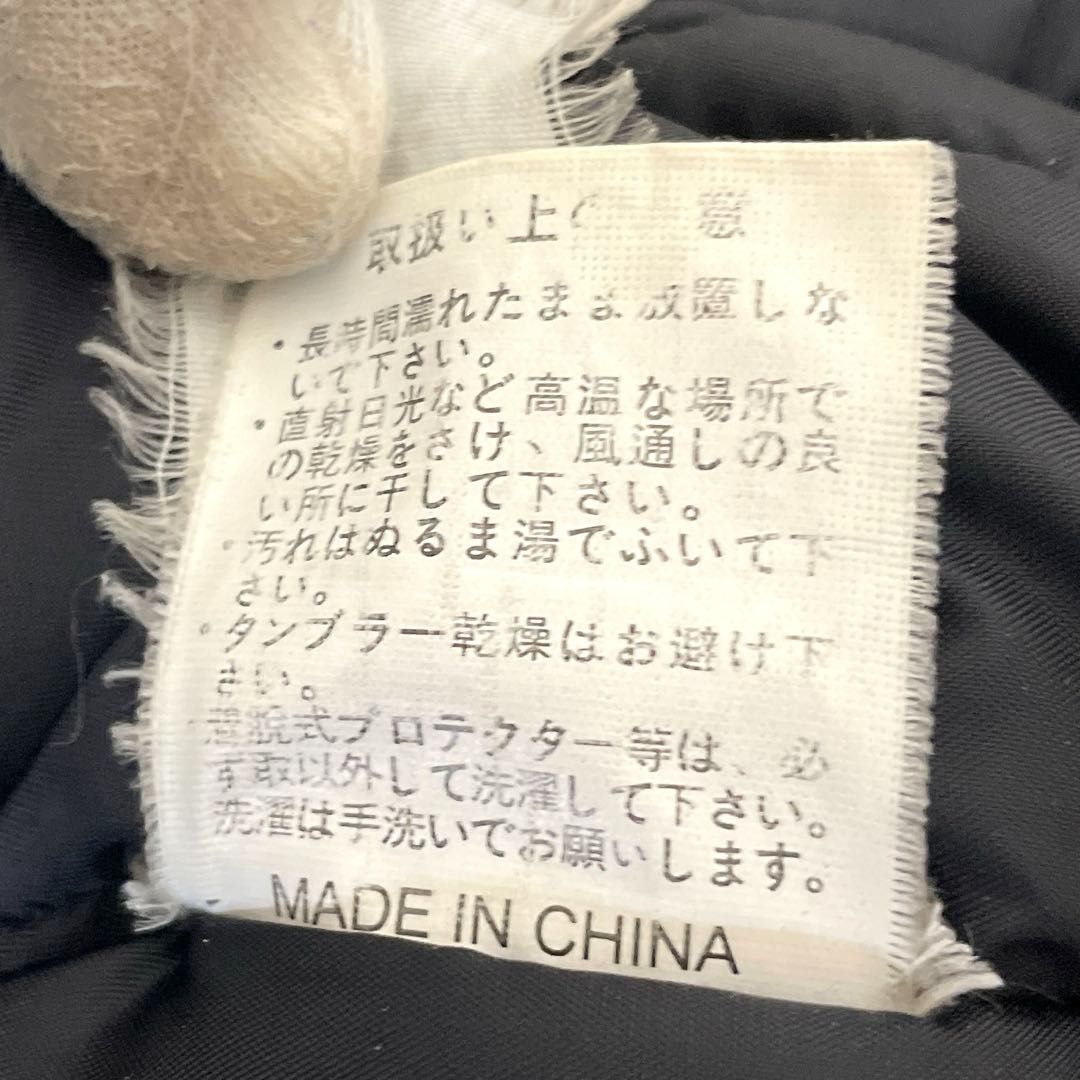 取扱い上 意
・長時間濡れたまま放置しな
いで下さい。
・直射日光など高温な場所で
の乾燥をさけ、風通しの良
い所に干して下さい。
・汚れはぬるま湯でふいて下
さい。
・タンブラー乾燥はお避け下
さい。
脱式プロテクター等は、必
ず取以外して洗濯して下さい。
洗濯は手洗いでお願いします。
MADE IN CHINA